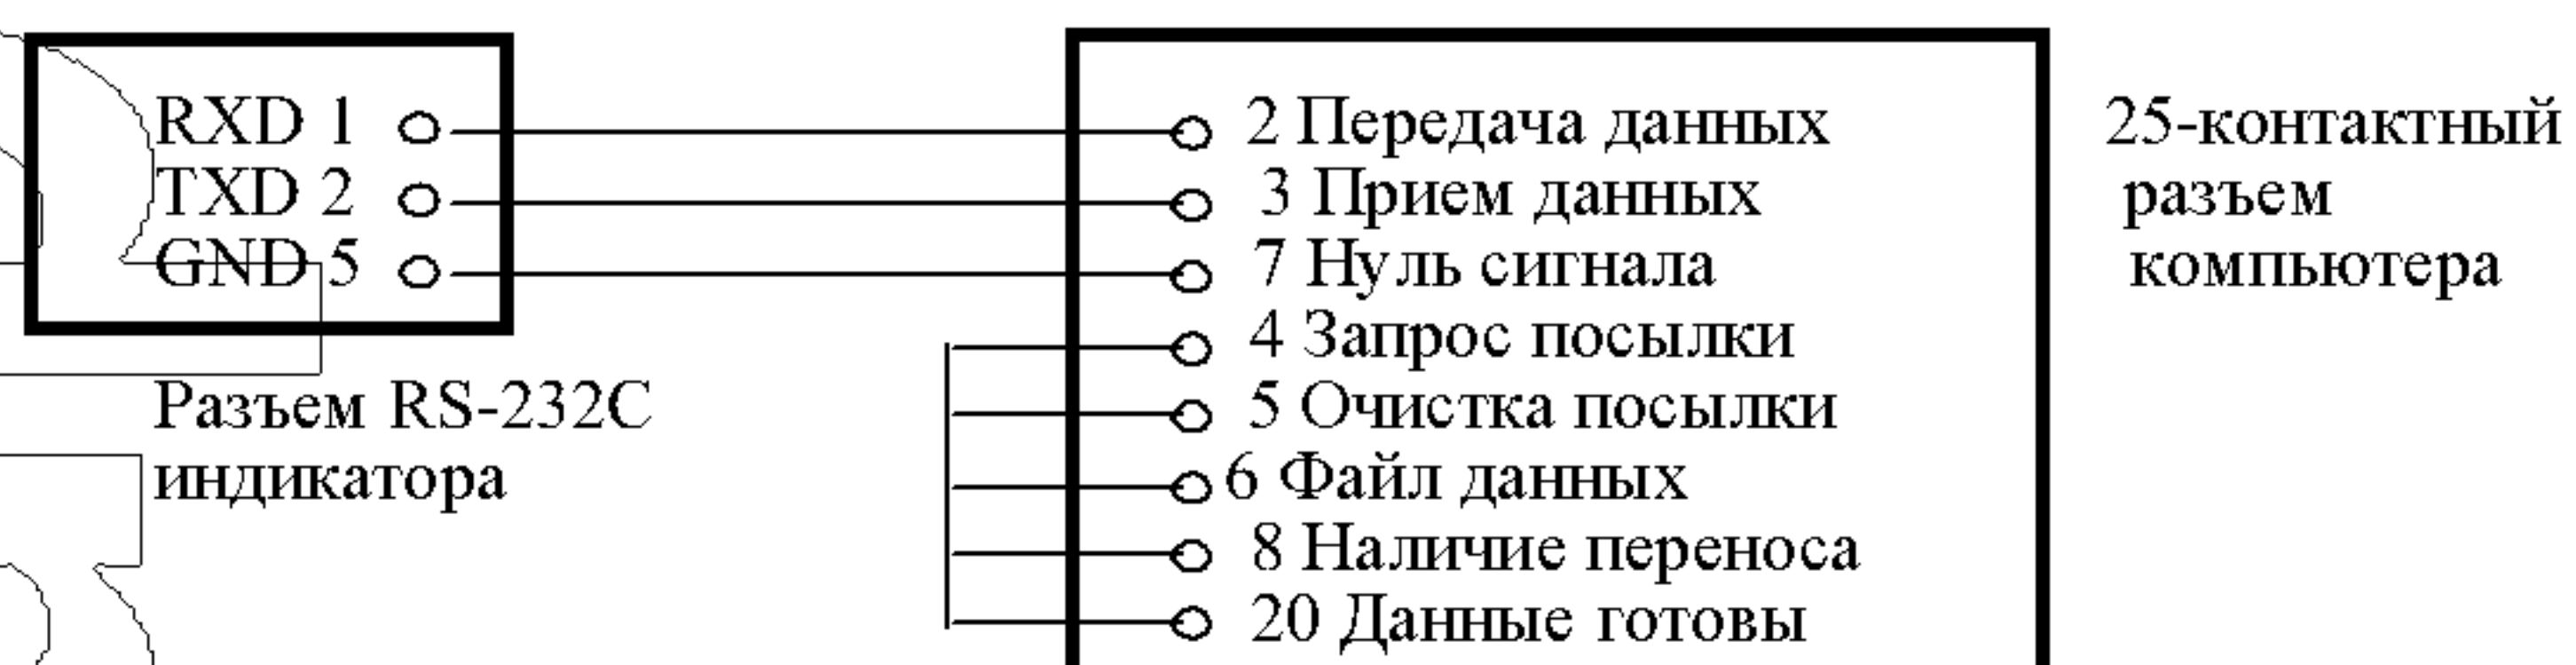 RXD 1
TXD 2
GND 5
Разъем RS-232C
индикатора
2 Передача данных
3 Прием данных
7 Нуль сигнала
4 Запрос посылки
5 Очистка посылки
6 Файл данных
8 Наличие переноса
20 Данные готовы
25-контактный
разъем
компьютера